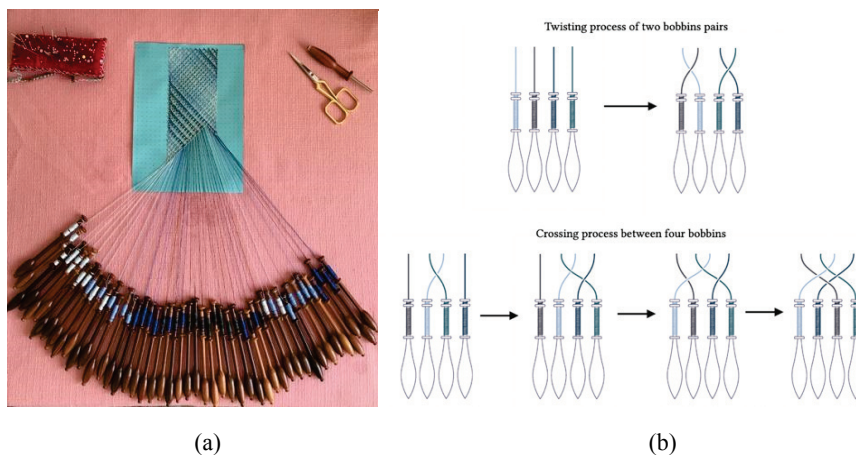 Twisting process of two bobbins pairs
Crossing process between four bobbins
(a)
(b)